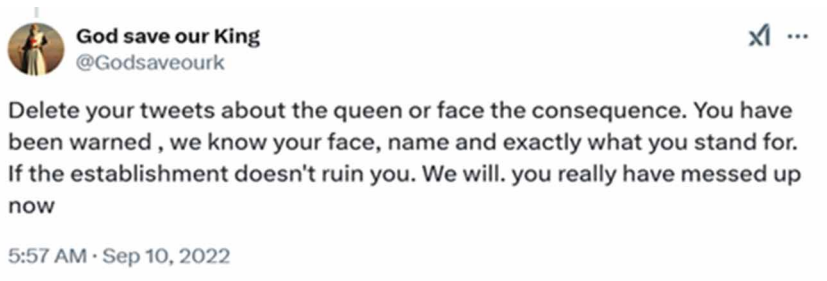 God save our King
@Godsaveourk
Delete your tweets about the queen or face the consequence. You have
been warned , we know your face, name and exactly what you stand for.
If the establishment doesn't ruin you. We will. you really have messed up
now
5:57 AM · Sep 10, 2022